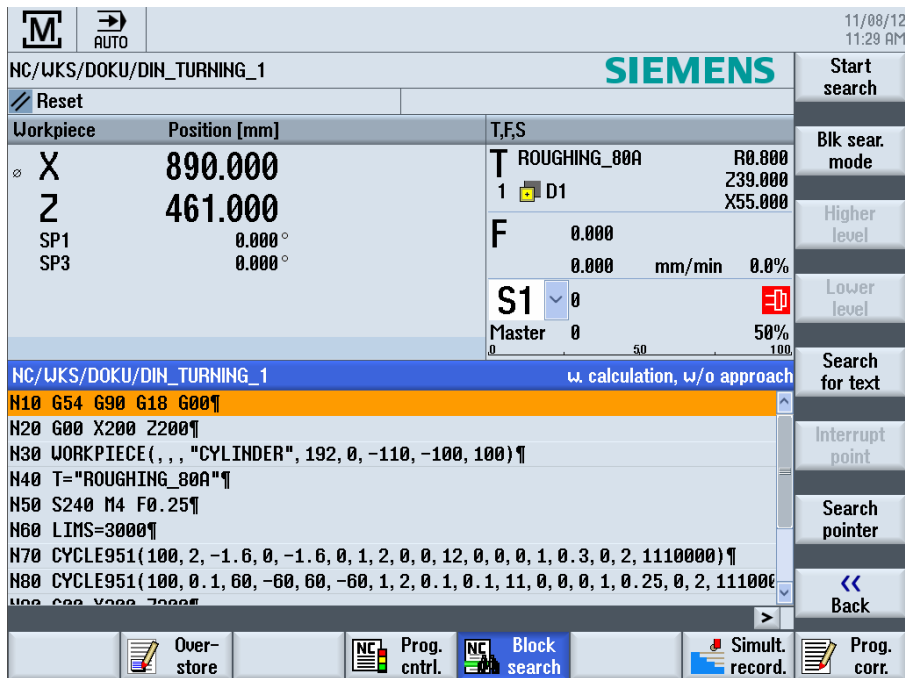 M
AUTO
11/08/12
11:29 AM
NC/WKS/DOKU/DIN_TURNING_1
SIEMENS
Reset
Workpiece Position [mm]
⌀ X 890.000
Z 461.000
SP1 0.000°
SP3 0.000°
T,F,S
T ROUGHING_80A R0.800
1 D1 Z39.000
X55.000
F 0.000
0.000 mm/min 0.0%
S1 0
Master 0 50%
0 50 100
NC/WKS/DOKU/DIN_TURNING_1 w. calculation, w/o approach
N10 G54 G90 G18 G00¶
N20 G00 X200 Z200¶
N30 WORKPIECE(,,,"CYLINDER",192,0,-110,-100,100)¶
N40 T="ROUGHING_80A"¶
N50 S240 M4 F0.25¶
N60 LIMS=3000¶
N70 CYCLE951(100,2,-1.6,0,-1.6,0,1,2,0,0,12,0,0,0,1,0.3,0,2,1110000)¶
N80 CYCLE951(100,0.1,60,-60,60,-60,1,2,0.1,0.1,11,0,0,0,1,0.25,0,2,111000
N90 G00 X200 Z200¶
>
Start
search
Blk sear.
mode
Higher
level
Lower
level
Search
for text
Interrupt
point
Search
pointer
<<
Back
Over-
store
NC
Prog.
cntrl.
NC
Block
search
Simult.
record.
Prog.
corr.